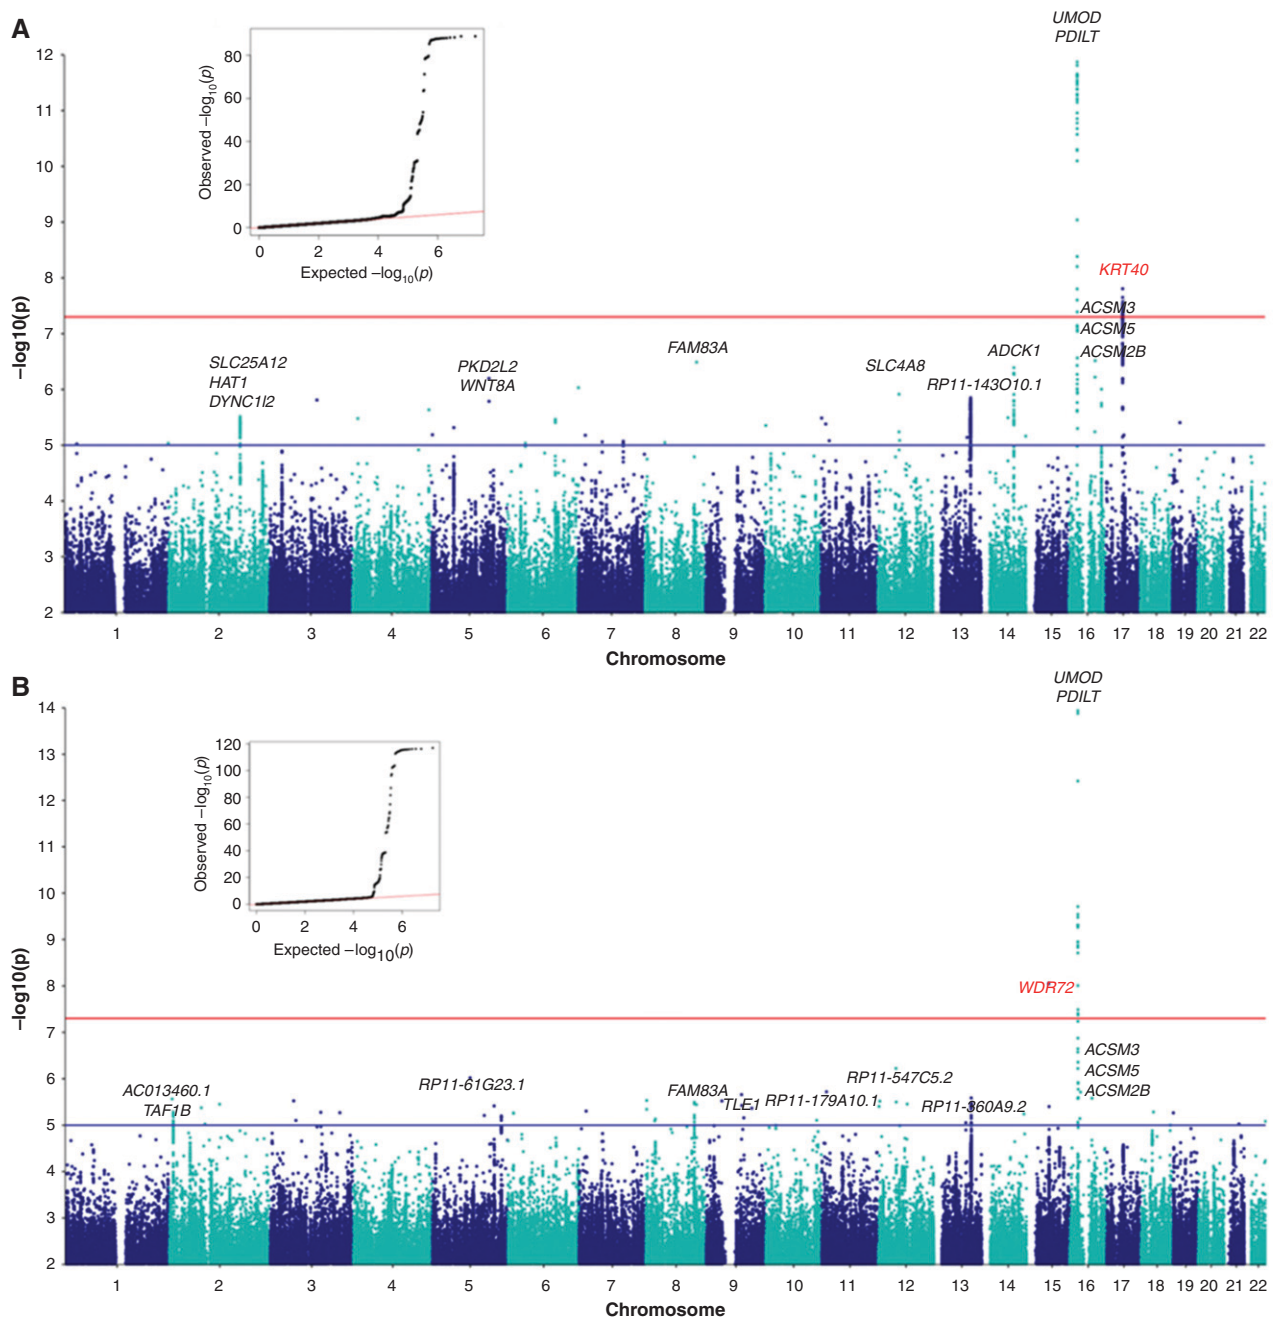 A
UMOD
PDILT
12
11
10
9
8
7
6
5
4
3
2
−log10(p)
80
60
40
20
0
Observed −log10(p)
0 2 4 6
Expected −log10(p)
KRT40
ACSM3
ACSM5
ACSM2B
SLC25A12
HAT1
DYNC1I2
PKD2L2
WNT8A
FAM83A
SLC4A8
ADCK1
RP11-143O10.1
1 2 3 4 5 6 7 8 9 10 11 12 13 14 15 16 17 18 19 20 21 22
Chromosome
B
UMOD
PDILT
14
13
12
11
10
9
8
7
6
5
4
3
2
−log10(p)
120
100
80
60
40
20
0
Observed −log10(p)
0 2 4 6
Expected −log10(p)
WDR72
ACSM3
ACSM5
ACSM2B
AC013460.1
TAF1B
RP11-61G23.1
FAM83A
TLE1
RP11-179A10.1
RP11-547C5.2
RP11-360A9.2
1 2 3 4 5 6 7 8 9 10 11 12 13 14 15 16 17 18 19 20 21 22
Chromosome